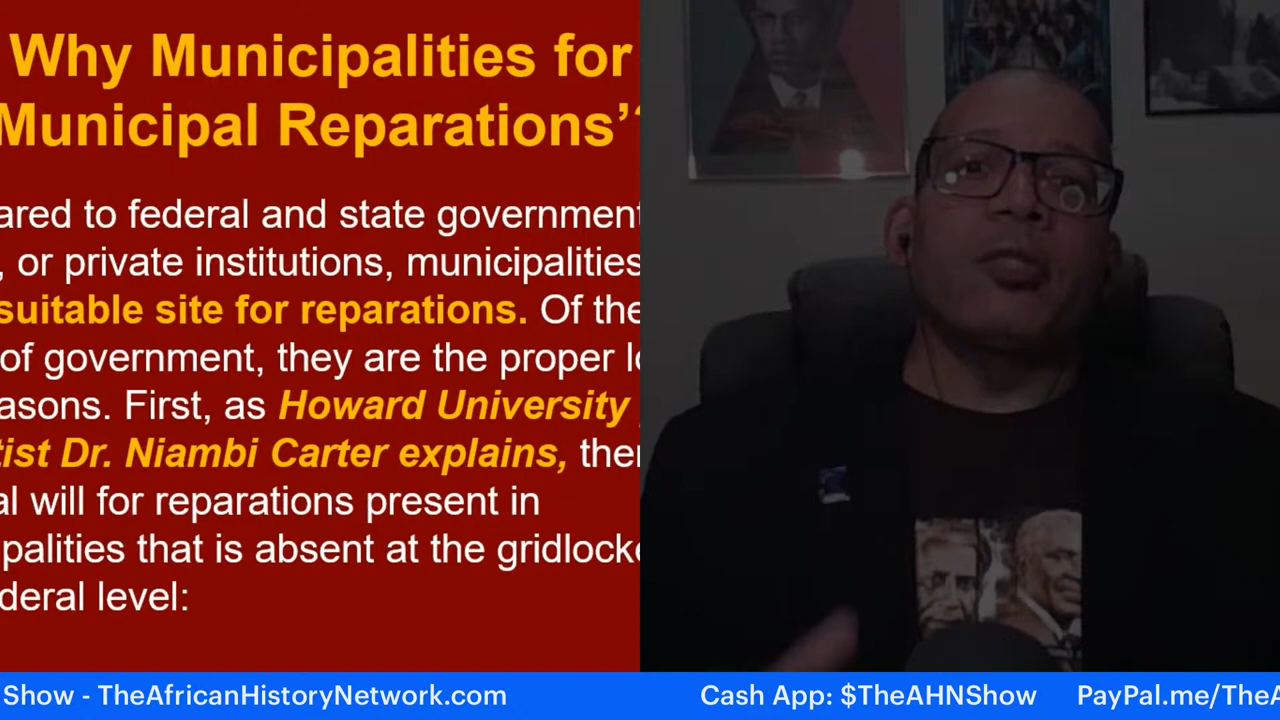 Why Municipalities for
Municipal Reparations’
ared to federal and state government
, or private institutions, municipalities
suitable site for reparations. Of the
of government, they are the proper l
asons. First, as Howard University
tist Dr. Niambi Carter explains, ther
al will for reparations present in
palities that is absent at the gridlocke
deral level:
Show - TheAfricanHistoryNetwork.com
Cash App: $TheAHNShow
PayPal.me/TheA